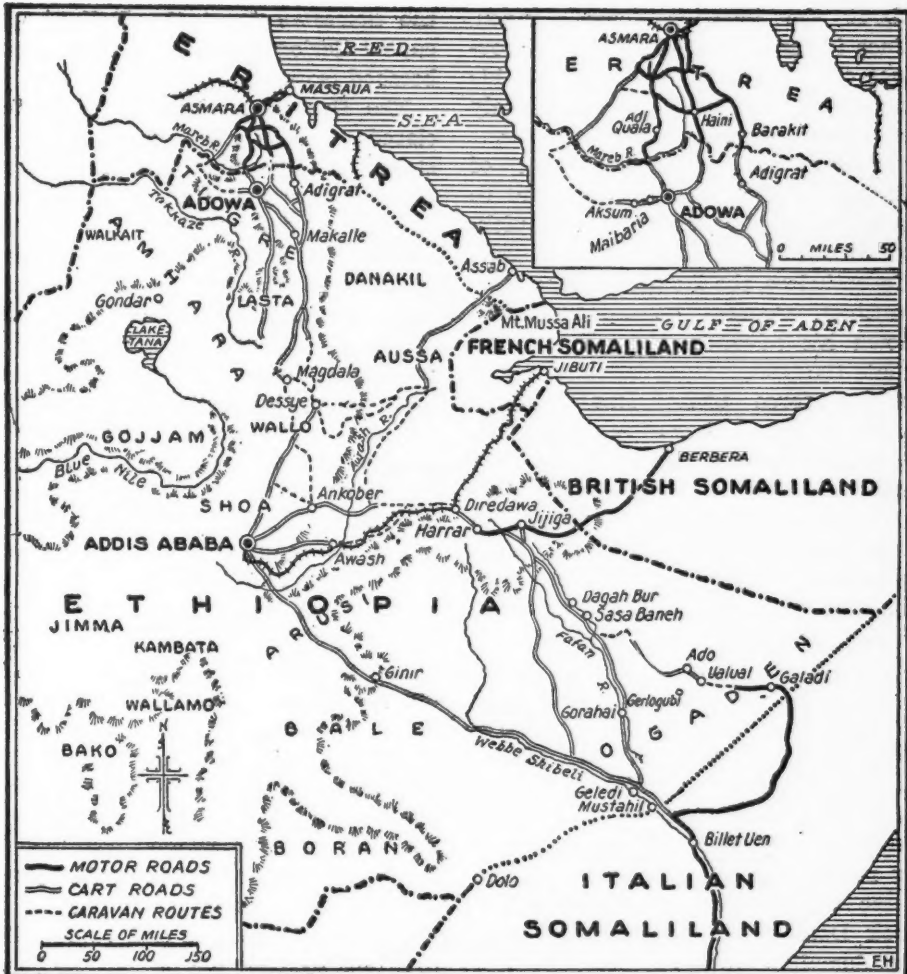 ERITREA
RED
SEA
MASSAUA
ASMARA
Mareb R.
TIGRE
ADOWA
Adigrat
Takkaze R.
WALKAIT
AMHARA
Makalle
LASTA
DANAKIL
Gondar
LAKE TANA
Assab
Mt. Mussa Ali
FRENCH SOMALILAND
GULF OF ADEN
JIBUTI
AUSSA
Magdala
Dessye
WALLO
Awash R.
GOJJAM
Blue Nile
SHOA
Ankober
BERBERA
BRITISH SOMALILAND
Diredawa
Harrar
Jijiga
ADDIS ABABA
Awash
ETHIOPIA
JIMMA
KAMBATA
WALLAMO
BAKO
ARUSI
Dagah Bur
Sasa Baneh
Fafan R.
Ado
Ualual
Galadi
Gerlogubi
Gorahai
OGADEN
Ginir
BALE
Webbe Shibeli
Geledi
Mustahil
Billet Uen
BORAN
Dolo
ITALIAN
SOMALILAND
N
ASMARA
ERITREA
Adi Quala
Haini
Barakit
Mareb R.
Adigrat
Aksum
ADOWA
Maibaria
0 MILES 50
MOTOR ROADS
CART ROADS
CARAVAN ROUTES
SCALE OF MILES
0 50 100 150
EH